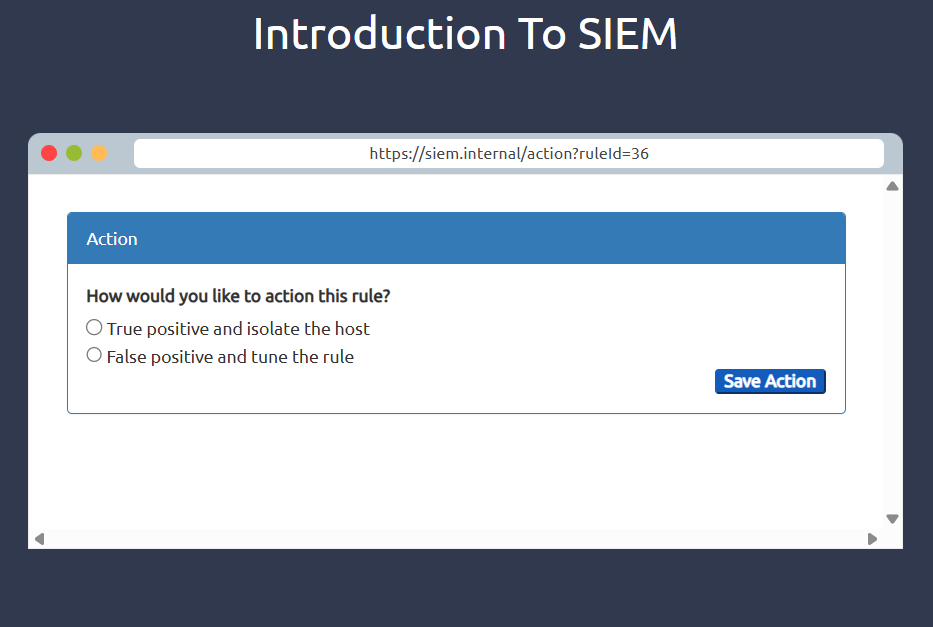 Introduction To SIEM
https://siem.internal/action?ruleId=36
Action
How would you like to action this rule?
True positive and isolate the host
False positive and tune the rule
Save Action